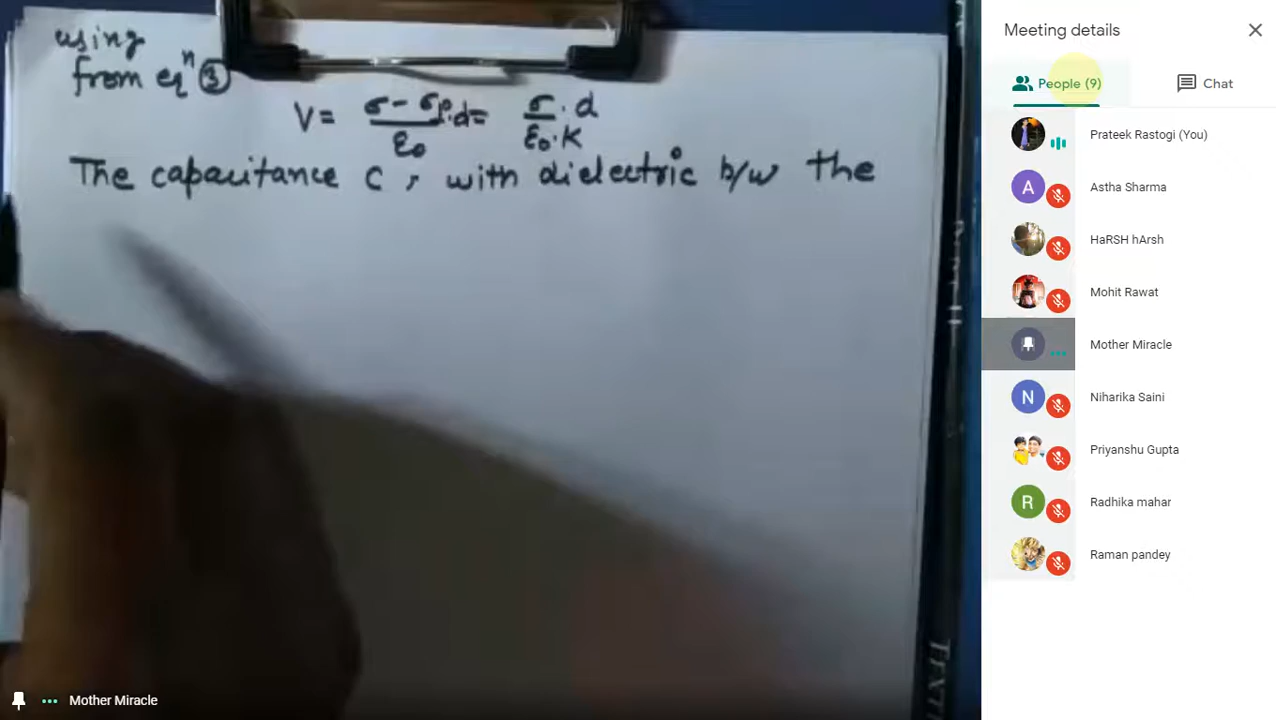 using
from eqⁿ ③
V = σ - σp/ε₀ . d = σ/ε₀.K . d
The capacitance C, with dielectric b/w the
Mother Miracle
Meeting details
People (9)
Chat
Prateek Rastogi (You)
A
Astha Sharma
HaRSH hArsh
Mohit Rawat
Mother Miracle
N
Niharika Saini
Priyanshu Gupta
R
Radhika mahar
Raman pandey